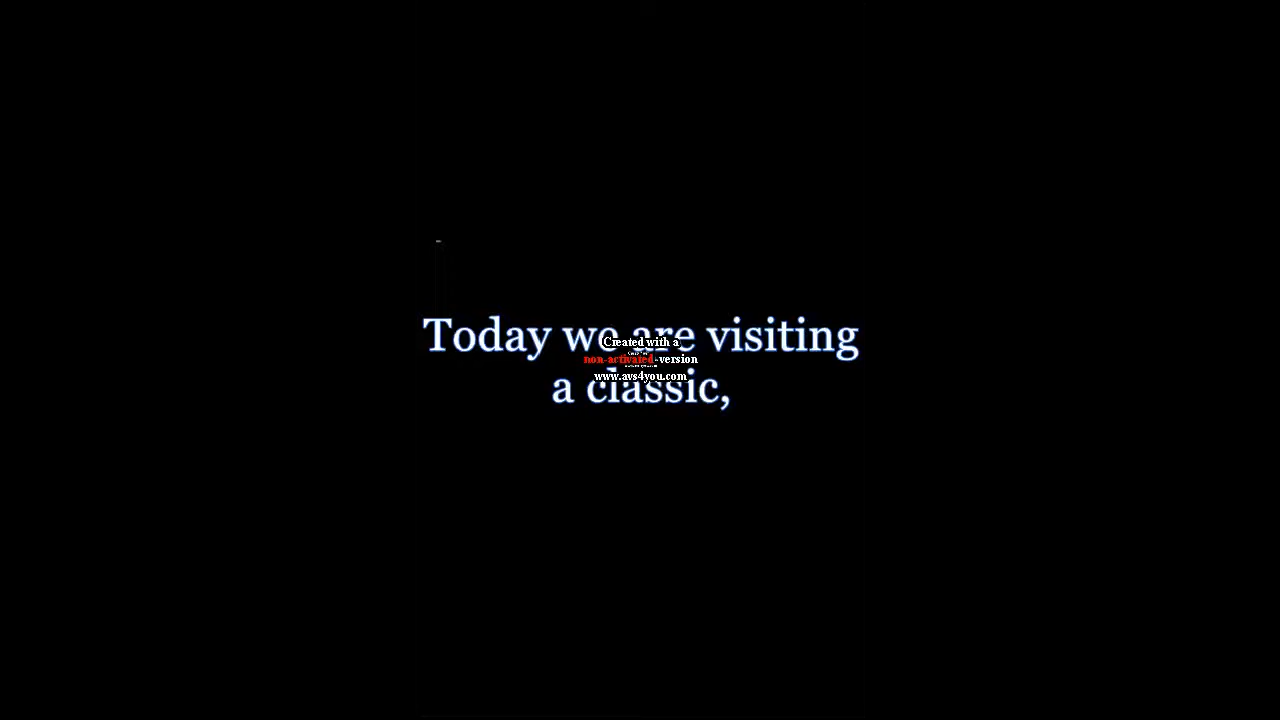 Today we are visiting
a classic,
Created with a
non-activated-version
www.avs4you.com